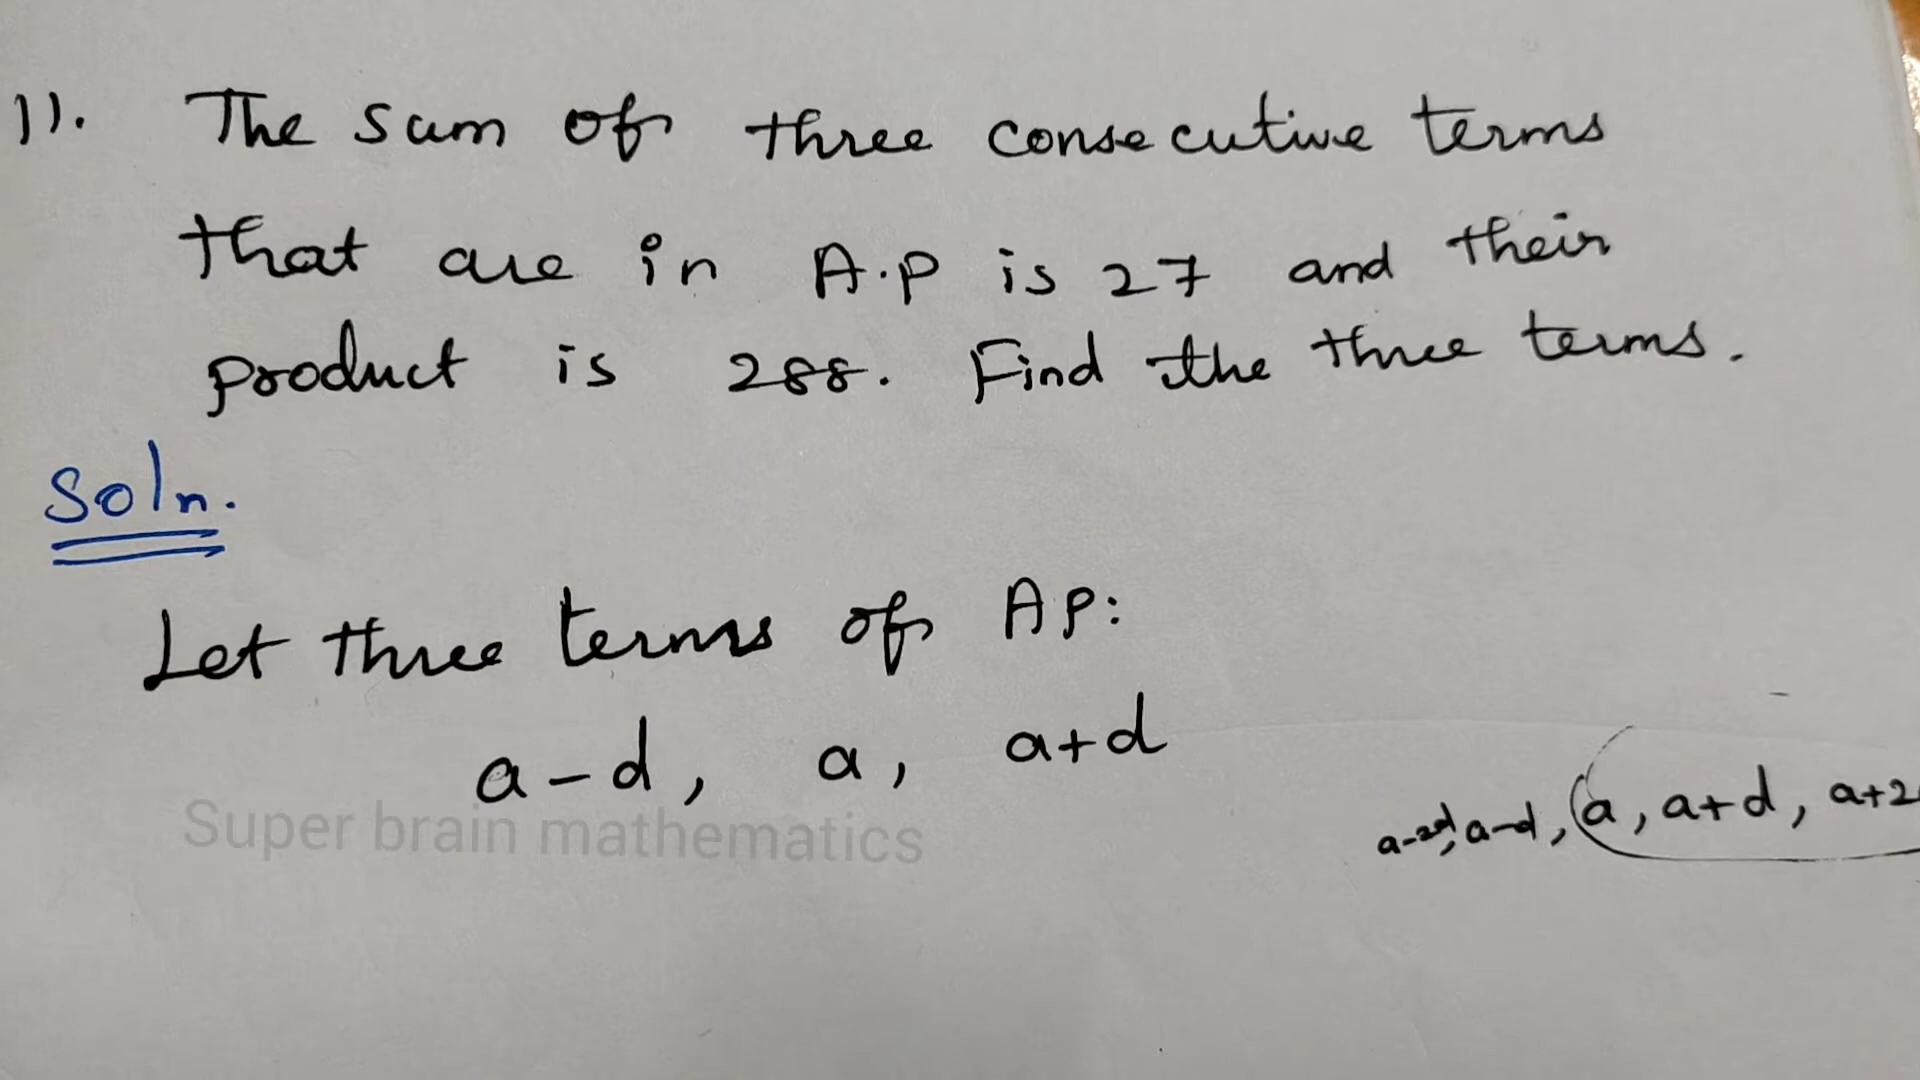 11. The sum of three consecutive terms
that are in A.P is 27 and their
product is 288. Find the three terms.
Soln.
Let three terms of AP:
a-d, a, a+d
a-2d, a-d, (a, a+d, a+2
Super brain mathematics